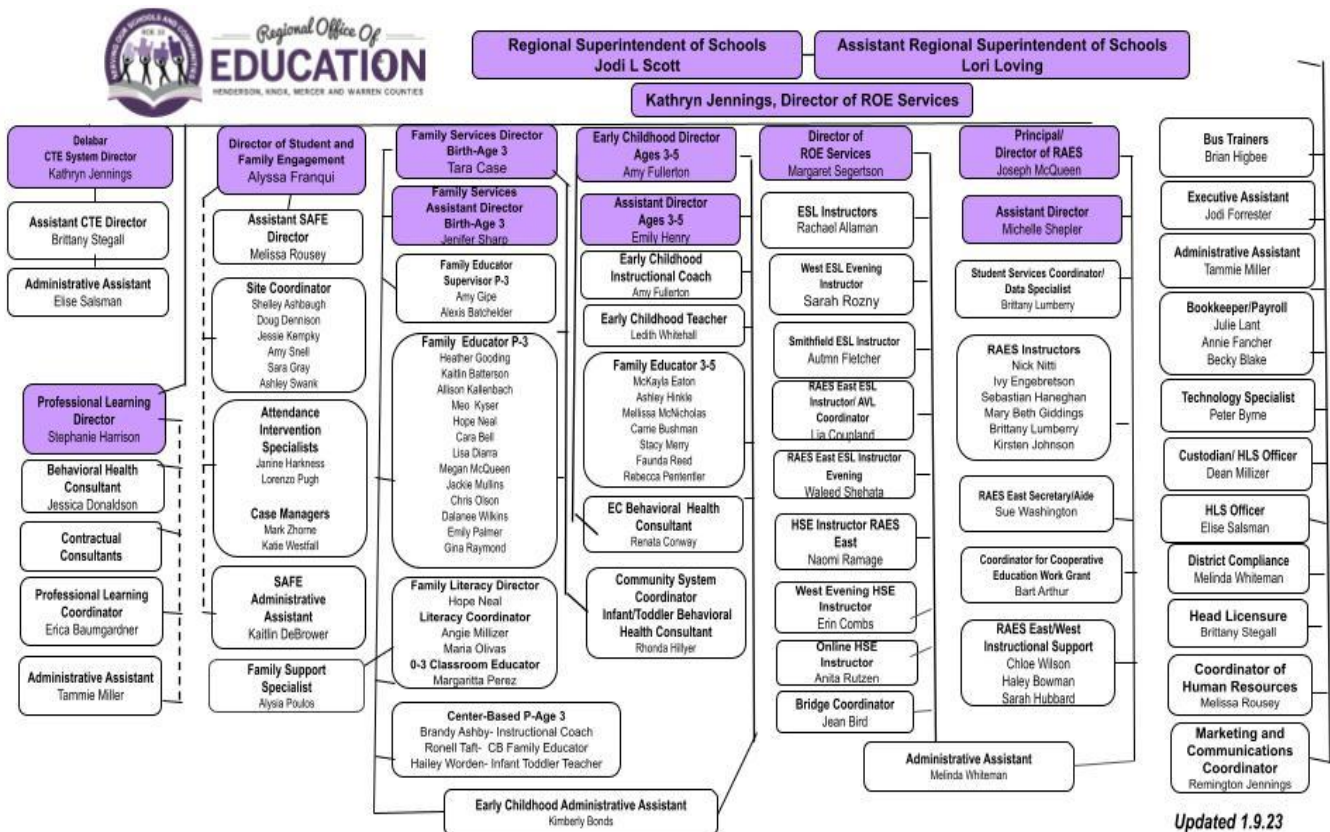 Regional Office Of
EDUCATION
HENDERSON, KNOX, MERCER AND WARREN COUNTIES
SERVING OUR SCHOOLS AND COMMUNITIES
ROE 33
Regional Superintendent of Schools
Jodi L Scott
Assistant Regional Superintendent of Schools
Lori Loving
Kathryn Jennings, Director of ROE Services
Delabar
CTE System Director
Kathryn Jennings
Assistant CTE Director
Brittany Stegall
Administrative Assistant
Elise Salsman
Professional Learning
Director
Stephanie Harrison
Behavioral Health
Consultant
Jessica Donaldson
Contractual
Consultants
Professional Learning
Coordinator
Erica Baumgardner
Administrative Assistant
Tammie Miller
Director of Student and
Family Engagement
Alyssa Franqui
Assistant SAFE
Director
Melissa Rousey
Site Coordinator
Shelley Ashbaugh
Doug Dennison
Jessie Kempky
Amy Snell
Sara Gray
Ashley Swank
Attendance
Intervention
Specialists
Janine Harkness
Lorenzo Pugh
Case Managers
Mark Zhorne
Katie Westfall
SAFE
Administrative
Assistant
Kaitlin DeBrower
Family Support
Specialist
Alysia Poulos
Family Services Director
Birth-Age 3
Tara Case
Family Services
Assistant Director
Birth-Age 3
Jenifer Sharp
Family Educator
Supervisor P-3
Amy Gipe
Alexis Batchelder
Family Educator P-3
Heather Gooding
Kaitlin Batterson
Allison Kallenbach
Meo Kyser
Hope Neal
Cara Bell
Lisa Diarra
Megan McQueen
Jackie Mullins
Chris Olson
Dalanee Wilkins
Emily Palmer
Gina Raymond
Family Literacy Director
Hope Neal
Literacy Coordinator
Angie Millizer
Maria Olivas
0-3 Classroom Educator
Margaritta Perez
Center-Based P-Age 3
Brandy Ashby- Instructional Coach
Ronell Taft- CB Family Educator
Hailey Worden- Infant Toddler Teacher
Early Childhood Administrative Assistant
Kimberly Bonds
Early Childhood Director
Ages 3-5
Amy Fullerton
Assistant Director
Ages 3-5
Emily Henry
Early Childhood
Instructional Coach
Amy Fullerton
Early Childhood Teacher
Ledith Whitehall
Family Educator 3-5
McKayla Eaton
Ashley Hinkle
Mellissa McNicholas
Carrie Bushman
Stacy Merry
Faunda Reed
Rebecca Pententler
EC Behavioral Health
Consultant
Renata Conway
Community System
Coordinator
Infant/Toddler Behavioral
Health Consultant
Rhonda Hillyer
Director of
ROE Services
Margaret Segertson
ESL Instructors
Rachael Allaman
West ESL Evening
Instructor
Sarah Rozny
Smithfield ESL Instructor
Autmn Fletcher
RAES East ESL
Instructor/ AVL
Coordinator
Lia Coupland
RAES East ESL Instructor
Evening
Waleed Shehata
HSE Instructor RAES
East
Naomi Ramage
West Evening HSE
Instructor
Erin Combs
Online HSE
Instructor
Anita Rutzen
Bridge Coordinator
Jean Bird
Administrative Assistant
Melinda Whiteman
Principal/
Director of RAES
Joseph McQueen
Assistant Director
Michelle Shepler
Student Services Coordinator/
Data Specialist
Brittany Lumberry
RAES Instructors
Nick Nitti
Ivy Engebretson
Sebastian Haneghan
Mary Beth Giddings
Brittany Lumberry
Kirsten Johnson
RAES East Secretary/Aide
Sue Washington
Coordinator for Cooperative
Education Work Grant
Bart Arthur
RAES East/West
Instructional Support
Chloe Wilson
Haley Bowman
Sarah Hubbard
Bus Trainers
Brian Higbee
Executive Assistant
Jodi Forrester
Administrative Assistant
Tammie Miller
Bookkeeper/Payroll
Julie Lant
Annie Fancher
Becky Blake
Technology Specialist
Peter Byrne
Custodian/ HLS Officer
Dean Millizer
HLS Officer
Elise Salsman
District Compliance
Melinda Whiteman
Head Licensure
Brittany Stegall
Coordinator of
Human Resources
Melissa Rousey
Marketing and
Communications
Coordinator
Remington Jennings
Updated 1.9.23